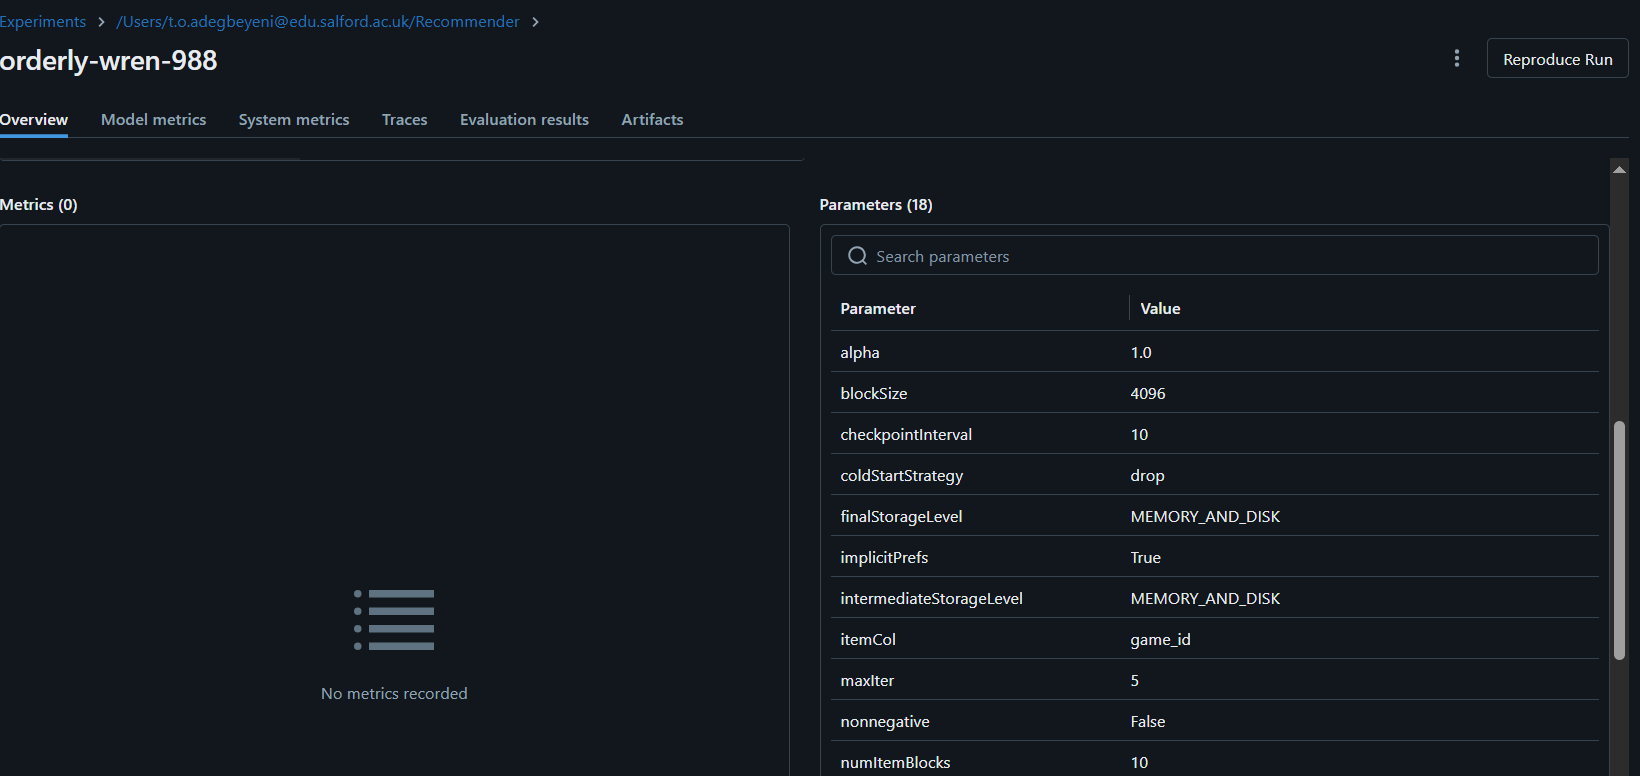 Experiments > /Users/t.o.adegbeyeni@edu.salford.ac.uk/Recommender >
orderly-wren-988
Reproduce Run
Overview Model metrics System metrics Traces Evaluation results Artifacts
Metrics (0)
No metrics recorded
Parameters (18)
Search parameters
Parameter Value
alpha 1.0
blockSize 4096
checkpointInterval 10
coldStartStrategy drop
finalStorageLevel MEMORY_AND_DISK
implicitPrefs True
intermediateStorageLevel MEMORY_AND_DISK
itemCol game_id
maxIter 5
nonnegative False
numItemBlocks 10